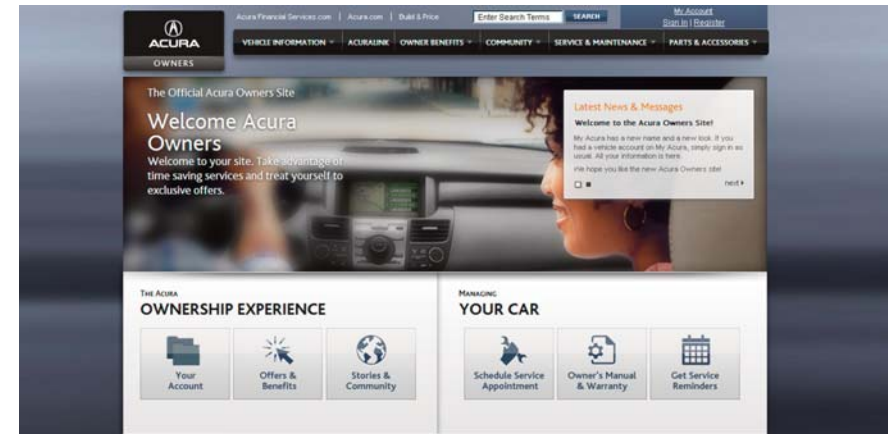 Acura Financial Services.com | Acura.com | Build & Price
Enter Search Terms
SEARCH
My Account
Sign In | Register
ACURA
OWNERS
VEHICLE INFORMATION
ACURALINK
OWNER BENEFITS
COMMUNITY
SERVICE & MAINTENANCE
PARTS & ACCESSORIES
The Official Acura Owners Site
Welcome Acura
Owners
Welcome to your site. Take advantage of
time saving services and treat yourself to
exclusive offers.
Latest News & Messages
Welcome to the Acura Owners Site!
My Acura has a new name and a new look. If you
had a vehicle account on My Acura, simply sign in as
usual. All your information is here.
We hope you like the new Acura Owners site!
next
THE ACURA
OWNERSHIP EXPERIENCE
Your
Account
Offers &
Benefits
Stories &
Community
MANAGING
YOUR CAR
Schedule Service
Appointment
Owner's Manual
& Warranty
Get Service
Reminders